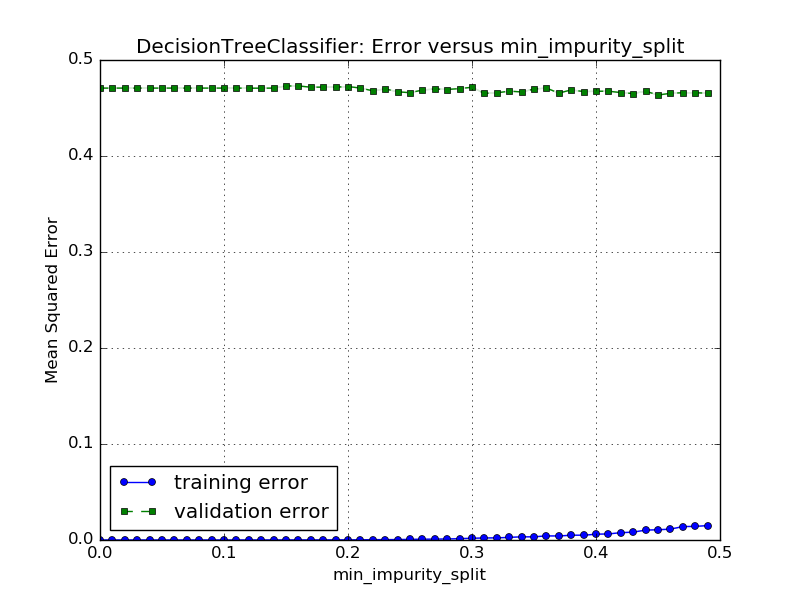 DecisionTreeClassifier: Error versus min_impurity_split
0.5
0.4
0.3
0.2
0.1
0.0
Mean Squared Error
training error
validation error
0.0 0.1 0.2 0.3 0.4 0.5
min_impurity_split